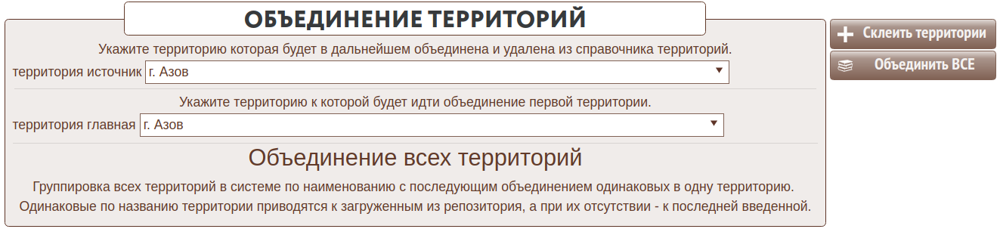 ОБЪЕДИНЕНИЕ ТЕРРИТОРИЙ
Укажите территорию которая будет в дальнейшем объединена и удалена из справочника территорий.
территория источник г. Азов
Укажите территорию к которой будет идти объединение первой территории.
территория главная г. Азов
Объединение всех территорий
Группировка всех территорий в системе по наименованию с последующим объединением одинаковых в одну территорию.
Одинаковые по названию территории приводятся к загруженным из репозитория, а при их отсутствии - к последней введенной.
Склеить территории
Объединить ВСЕ